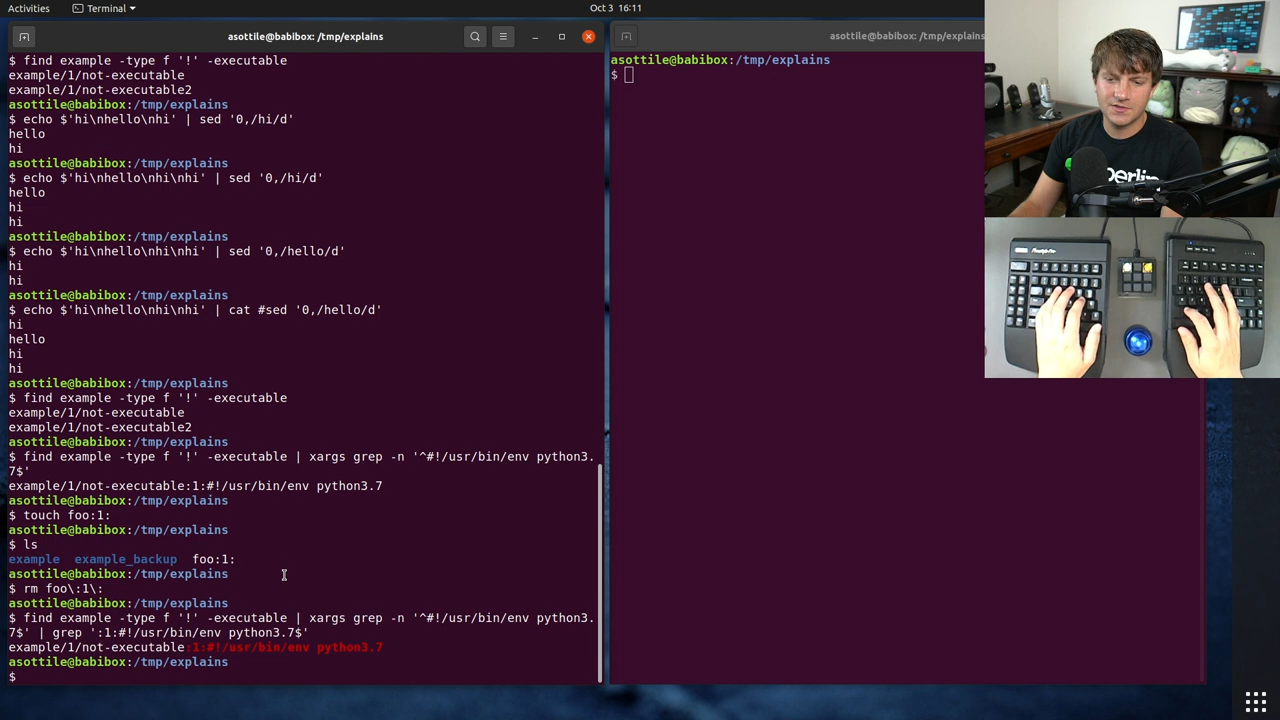 Activities
Terminal
Oct 3 16:11
asottile@babibox: /tmp/explains
asottile@babibox: /tmp/explains
$ find example -type f '!' -executable
example/1/not-executable
example/1/not-executable2
asottile@babibox:/tmp/explains
$ echo $'hi\nhello\nhi' | sed '0,/hi/d'
hello
hi
asottile@babibox:/tmp/explains
$ echo $'hi\nhello\nhi\nhi' | sed '0,/hi/d'
hello
hi
hi
asottile@babibox:/tmp/explains
$ echo $'hi\nhello\nhi\nhi' | sed '0,/hello/d'
hi
hi
asottile@babibox:/tmp/explains
$ echo $'hi\nhello\nhi\nhi' | cat #sed '0,/hello/d'
hi
hello
hi
hi
asottile@babibox:/tmp/explains
$ find example -type f '!' -executable
example/1/not-executable
example/1/not-executable2
asottile@babibox:/tmp/explains
$ find example -type f '!' -executable | xargs grep -n '^#!/usr/bin/env python3.
7$'
example/1/not-executable:1:#!/usr/bin/env python3.7
asottile@babibox:/tmp/explains
$ touch foo:1:
asottile@babibox:/tmp/explains
$ ls
example example_backup foo:1:
asottile@babibox:/tmp/explains
$ rm foo\:1\:
asottile@babibox:/tmp/explains
$ find example -type f '!' -executable | xargs grep -n '^#!/usr/bin/env python3.
7$' | grep ':1:#!/usr/bin/env python3.7$'
example/1/not-executable:1:#!/usr/bin/env python3.7
asottile@babibox:/tmp/explains
$
asottile@babibox:/tmp/explains
$